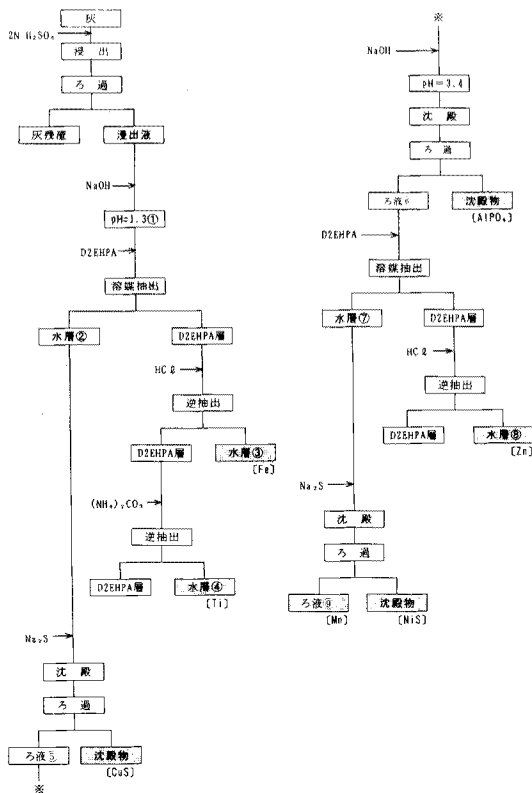 灰
2N H₂SO₄
浸出
ろ過
灰残渣
浸出液
NaOH
pH=1.3①
D2EHPA
溶媒抽出
水層②
D2EHPA層
HCℓ
逆抽出
D2EHPA層
水層③
[Fe]
(NH₄)₂CO₃
逆抽出
D2EHPA層
水層④
[Ti]
Na₂S
沈殿
ろ過
ろ液⑤
沈殿物
[CuS]
※
※
NaOH
pH=3.4
沈殿
ろ過
ろ液⑥
沈殿物
[AlPO₄]
D2EHPA
溶媒抽出
水層⑦
D2EHPA層
HCℓ
逆抽出
D2EHPA層
水層⑧
[Zn]
Na₂S
沈殿
ろ過
ろ液⑨
沈殿物
[Mn]
[NiS]